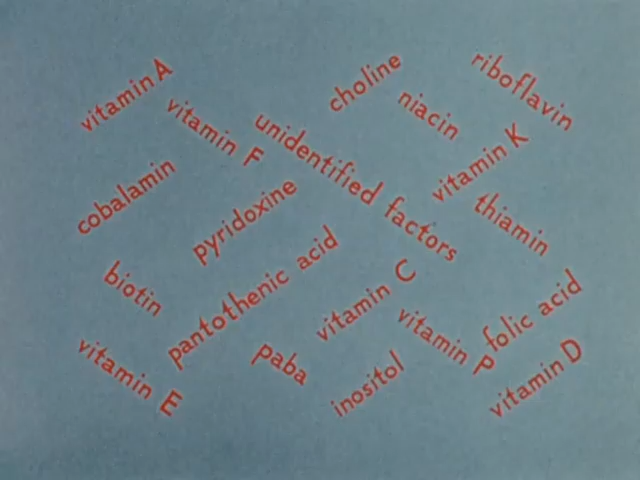 vitamin A
choline
riboflavin
vitamin F
niacin
unidentified factors
vitamin K
cobalamin
pyridoxine
thiamin
biotin
pantothenic acid
vitamin C
folic acid
vitamin P
vitamin E
paba
inositol
vitamin D